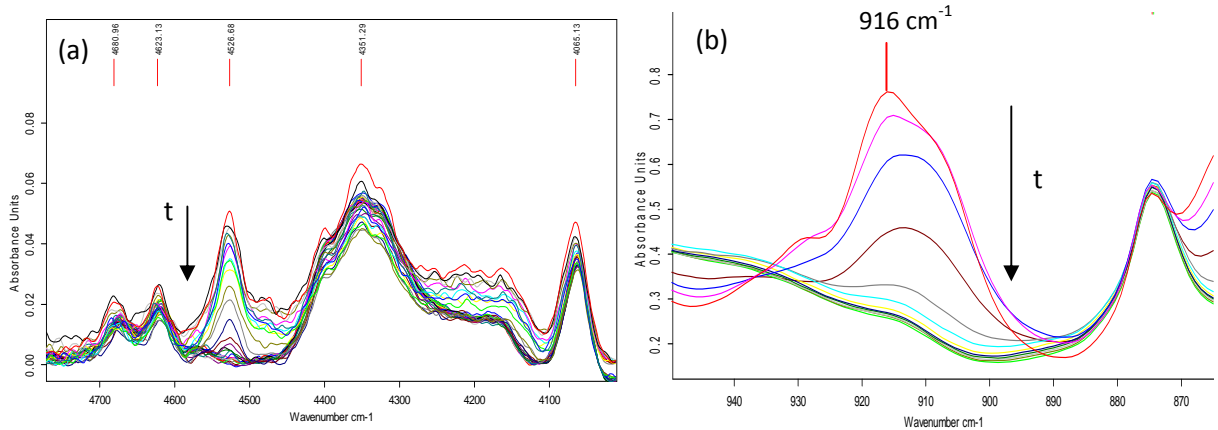 (a)
4680.96
4623.13
4526.68
4351.29
4065.13
t
Absorbance Units
0.08
0.06
0.04
0.02
0.00
4700 4600 4500 4400 4300 4200 4100
Wavenumber cm-1
(b)
916 cm⁻¹
t
Absorbance Units
0.8
0.7
0.6
0.5
0.4
0.3
0.2
940 930 920 910 900 890 880 870
Wavenumber cm-1